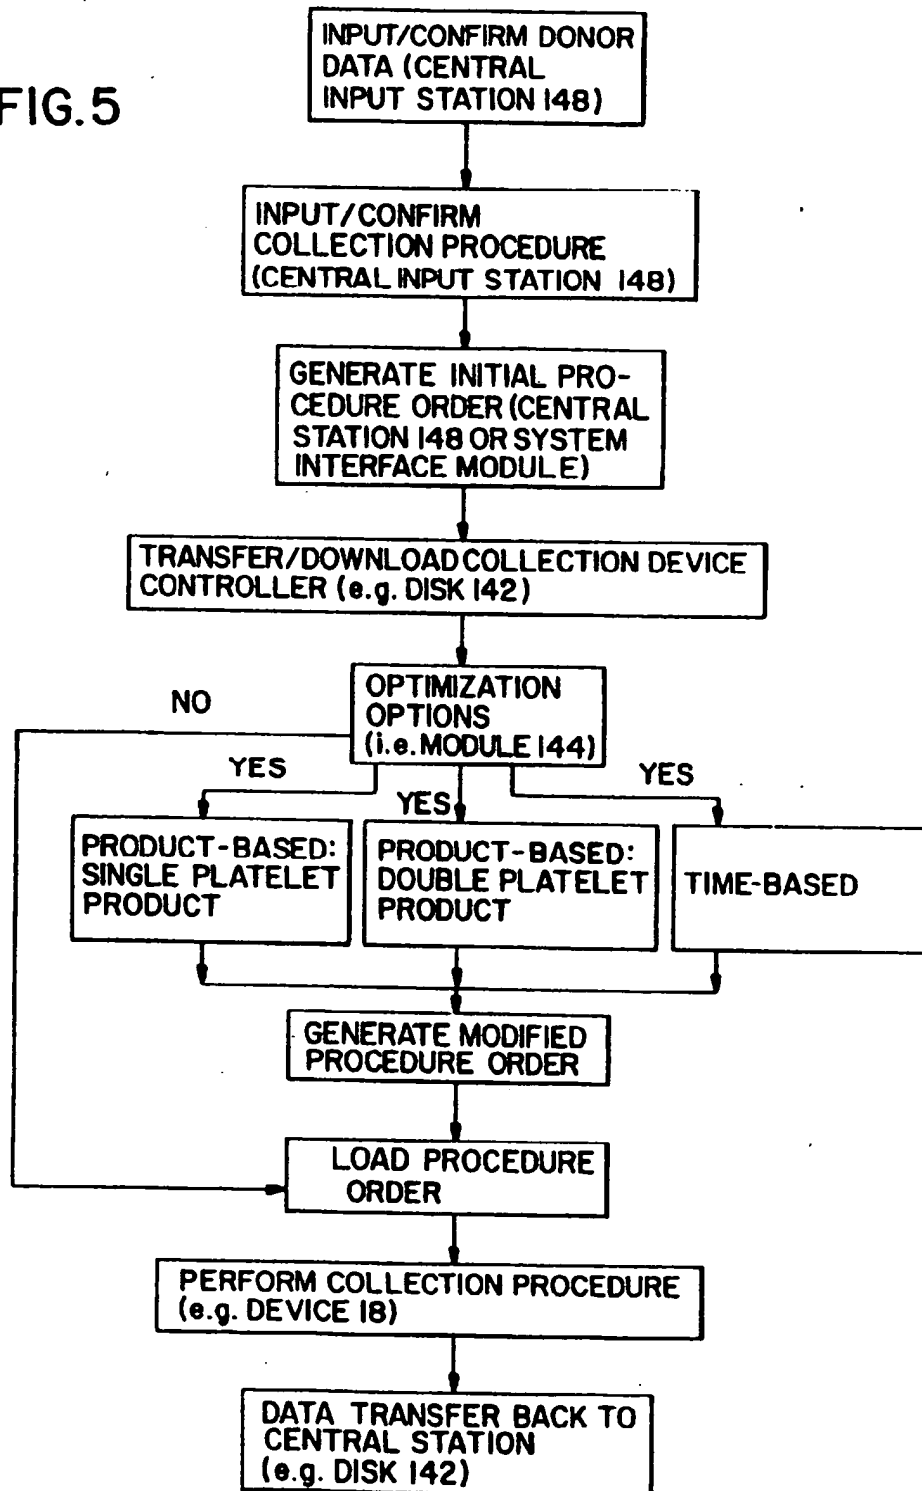 FIG.5
INPUT/CONFIRM DONOR
DATA (CENTRAL
INPUT STATION 148)
INPUT/CONFIRM
COLLECTION PROCEDURE
(CENTRAL INPUT STATION 148)
GENERATE INITIAL PRO-
CEDURE ORDER (CENTRAL
STATION 148 OR SYSTEM
INTERFACE MODULE)
TRANSFER/DOWNLOAD COLLECTION DEVICE
CONTROLLER (e.g. DISK 142)
OPTIMIZATION
OPTIONS
(i.e. MODULE 144)
NO
YES
YES
YES
PRODUCT-BASED:
SINGLE PLATELET
PRODUCT
PRODUCT-BASED:
DOUBLE PLATELET
PRODUCT
TIME-BASED
GENERATE MODIFIED
PROCEDURE ORDER
LOAD PROCEDURE
ORDER
PERFORM COLLECTION PROCEDURE
(e.g. DEVICE 18)
DATA TRANSFER BACK TO
CENTRAL STATION
(e.g. DISK 142)